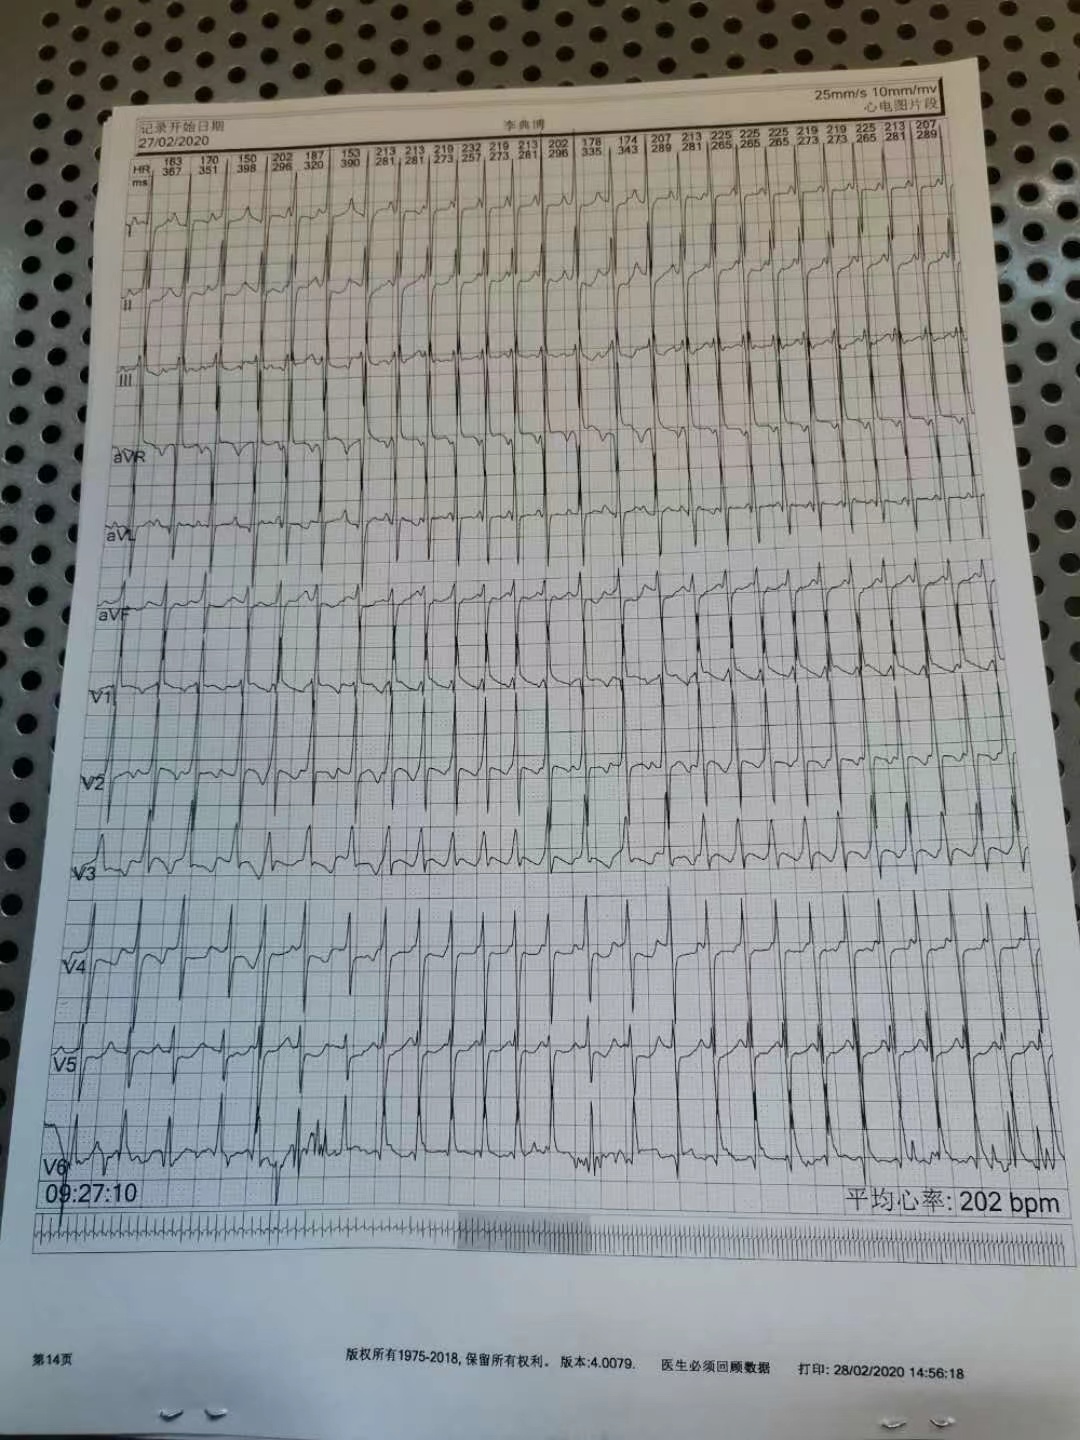 25mm/s 10mm/mv
记录开始日期
李典博
心电图片段
27/02/2020
HR 163 170 150 202 187 153 213 213 219 232 219 213 202 178 174 207 213 225 225 225 219 219 225 213 207
ms 367 351 398 296 320 390 281 281 273 257 273 281 296 335 343 289 281 265 265 265 273 273 265 281 289
I
II
III
aVR
aVL
aVF
V1
V2
V3
V4
V5
V6
09:27:10
平均心率: 202 bpm
第14页
版权所有1975-2018, 保留所有权利。 版本:4.0079.
医生必须回顾数据
打印: 28/02/2020 14:56:18